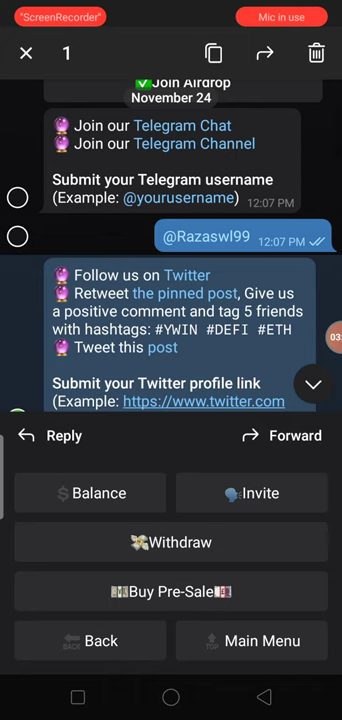 "ScreenRecorder"
Mic in use
1
✅Join Airdrop
November 24
🔮 Join our Telegram Chat
🔮 Join our Telegram Channel
Submit your Telegram username
(Example: @yourusername) 12:07 PM
@Razaswl99 12:07 PM
🔮 Follow us on Twitter
🔮 Retweet the pinned post, Give us
a positive comment and tag 5 friends
with hashtags: #YWIN #DEFI #ETH
🔮 Tweet this post
03
Submit your Twitter profile link
(Example: https://www.twitter.com
Reply
Forward
$ Balance
🗣Invite
💸Withdraw
💵Buy Pre-Sale💶
BACK Back
TOP Main Menu